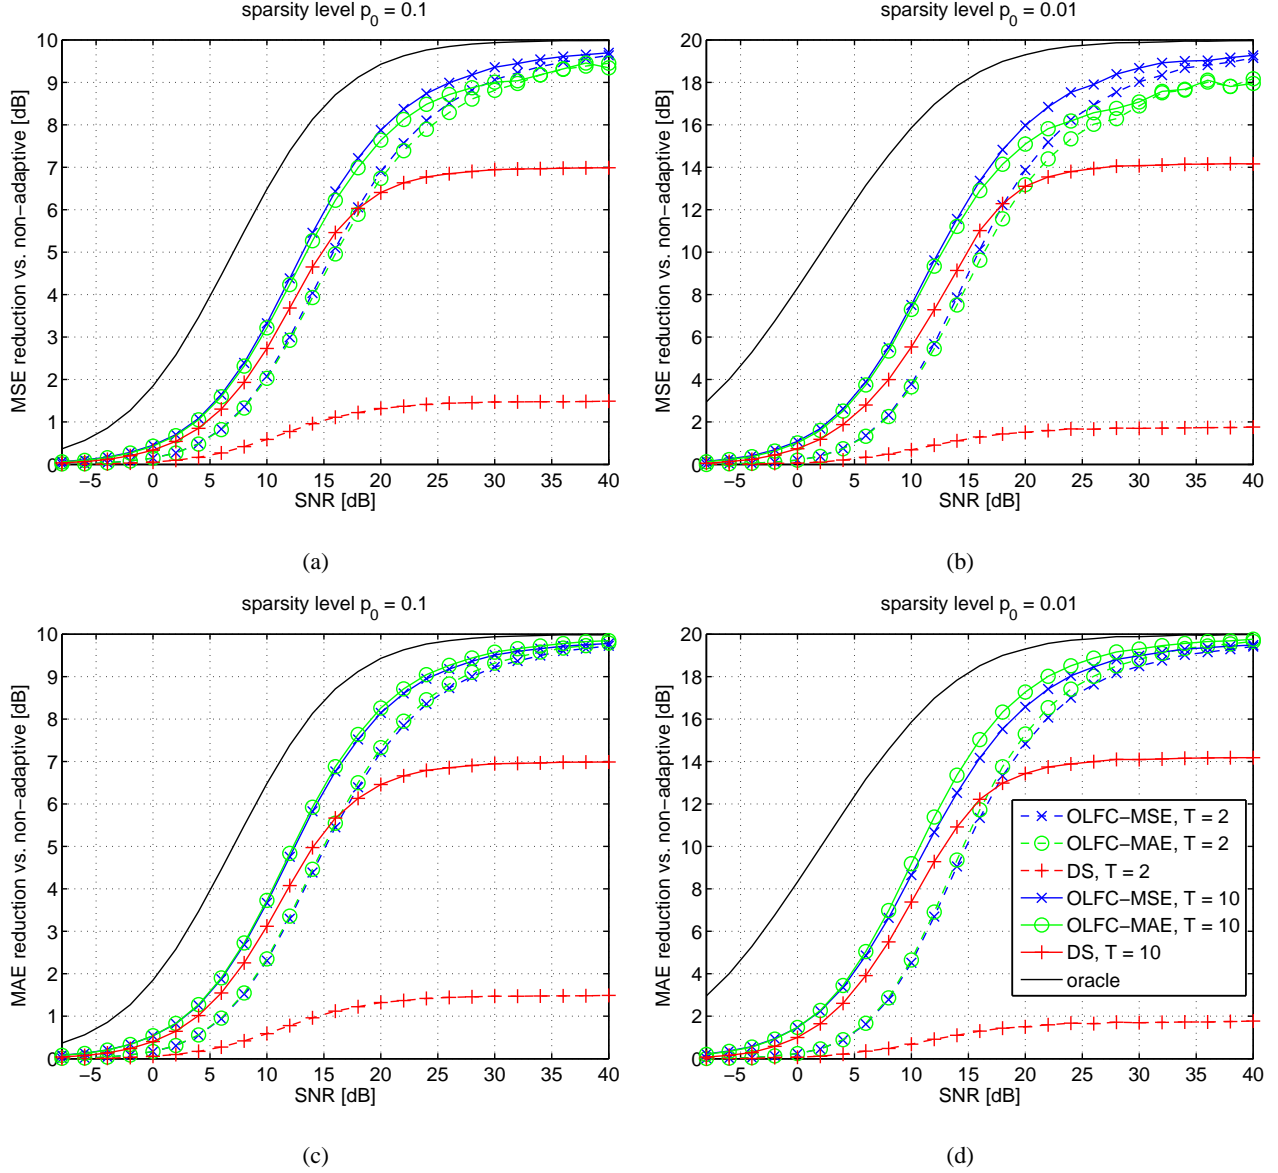 sparsity level p0 = 0.1
10
9
8
7
6
5
4
3
2
1
0
MSE reduction vs. non-adaptive [dB]
−5 0 5 10 15 20 25 30 35 40
SNR [dB]
(a)
sparsity level p0 = 0.01
20
18
16
14
12
10
8
6
4
2
0
MSE reduction vs. non-adaptive [dB]
−5 0 5 10 15 20 25 30 35 40
SNR [dB]
(b)
sparsity level p0 = 0.1
10
9
8
7
6
5
4
3
2
1
0
MAE reduction vs. non-adaptive [dB]
−5 0 5 10 15 20 25 30 35 40
SNR [dB]
(c)
sparsity level p0 = 0.01
20
18
16
14
12
10
8
6
4
2
0
MAE reduction vs. non-adaptive [dB]
OLFC−MSE, T = 2
OLFC−MAE, T = 2
DS, T = 2
OLFC−MSE, T = 10
OLFC−MAE, T = 10
DS, T = 10
oracle
−5 0 5 10 15 20 25 30 35 40
SNR [dB]
(d)